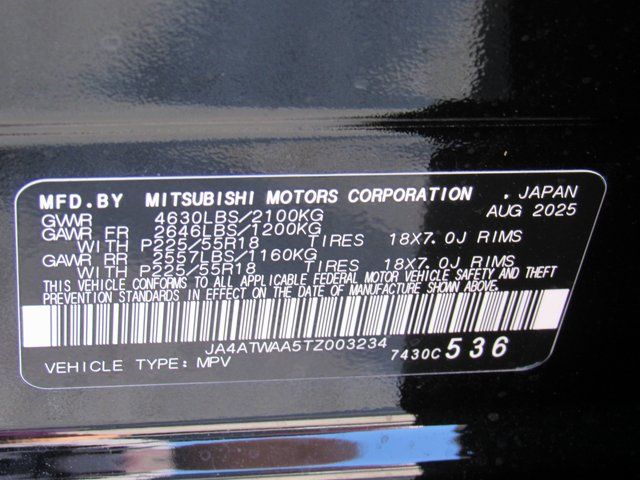 MFD.BY MITSUBISHI MOTORS CORPORATION . JAPAN
GVWR 4630LBS/2100KG AUG 2025
GAWR FR 2646LBS/1200KG
WITH P225/55R18 TIRES 18X7.0J RIMS
GAWR RR 2557LBS/1160KG
WITH P225/55R18 TIRES 18X7.0J RIMS
THIS VEHICLE CONFORMS TO ALL APPLICABLE FEDERAL MOTOR VEHICLE SAFETY AND THEFT
PREVENTION STANDARDS IN EFFECT ON THE DATE OF MANUFACTURE SHOWN ABOVE.
JA4ATWAA5TZ003234
VEHICLE TYPE: MPV 7430C 536